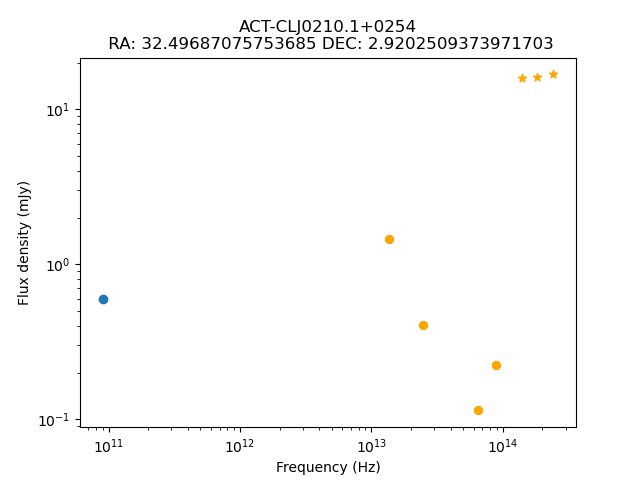 ACT-CLJ0210.1+0254
RA: 32.49687075753685 DEC: 2.9202509373971703
Flux density (mJy)
10¹
10⁰
10⁻¹
10¹¹ 10¹² 10¹³ 10¹⁴
Frequency (Hz)